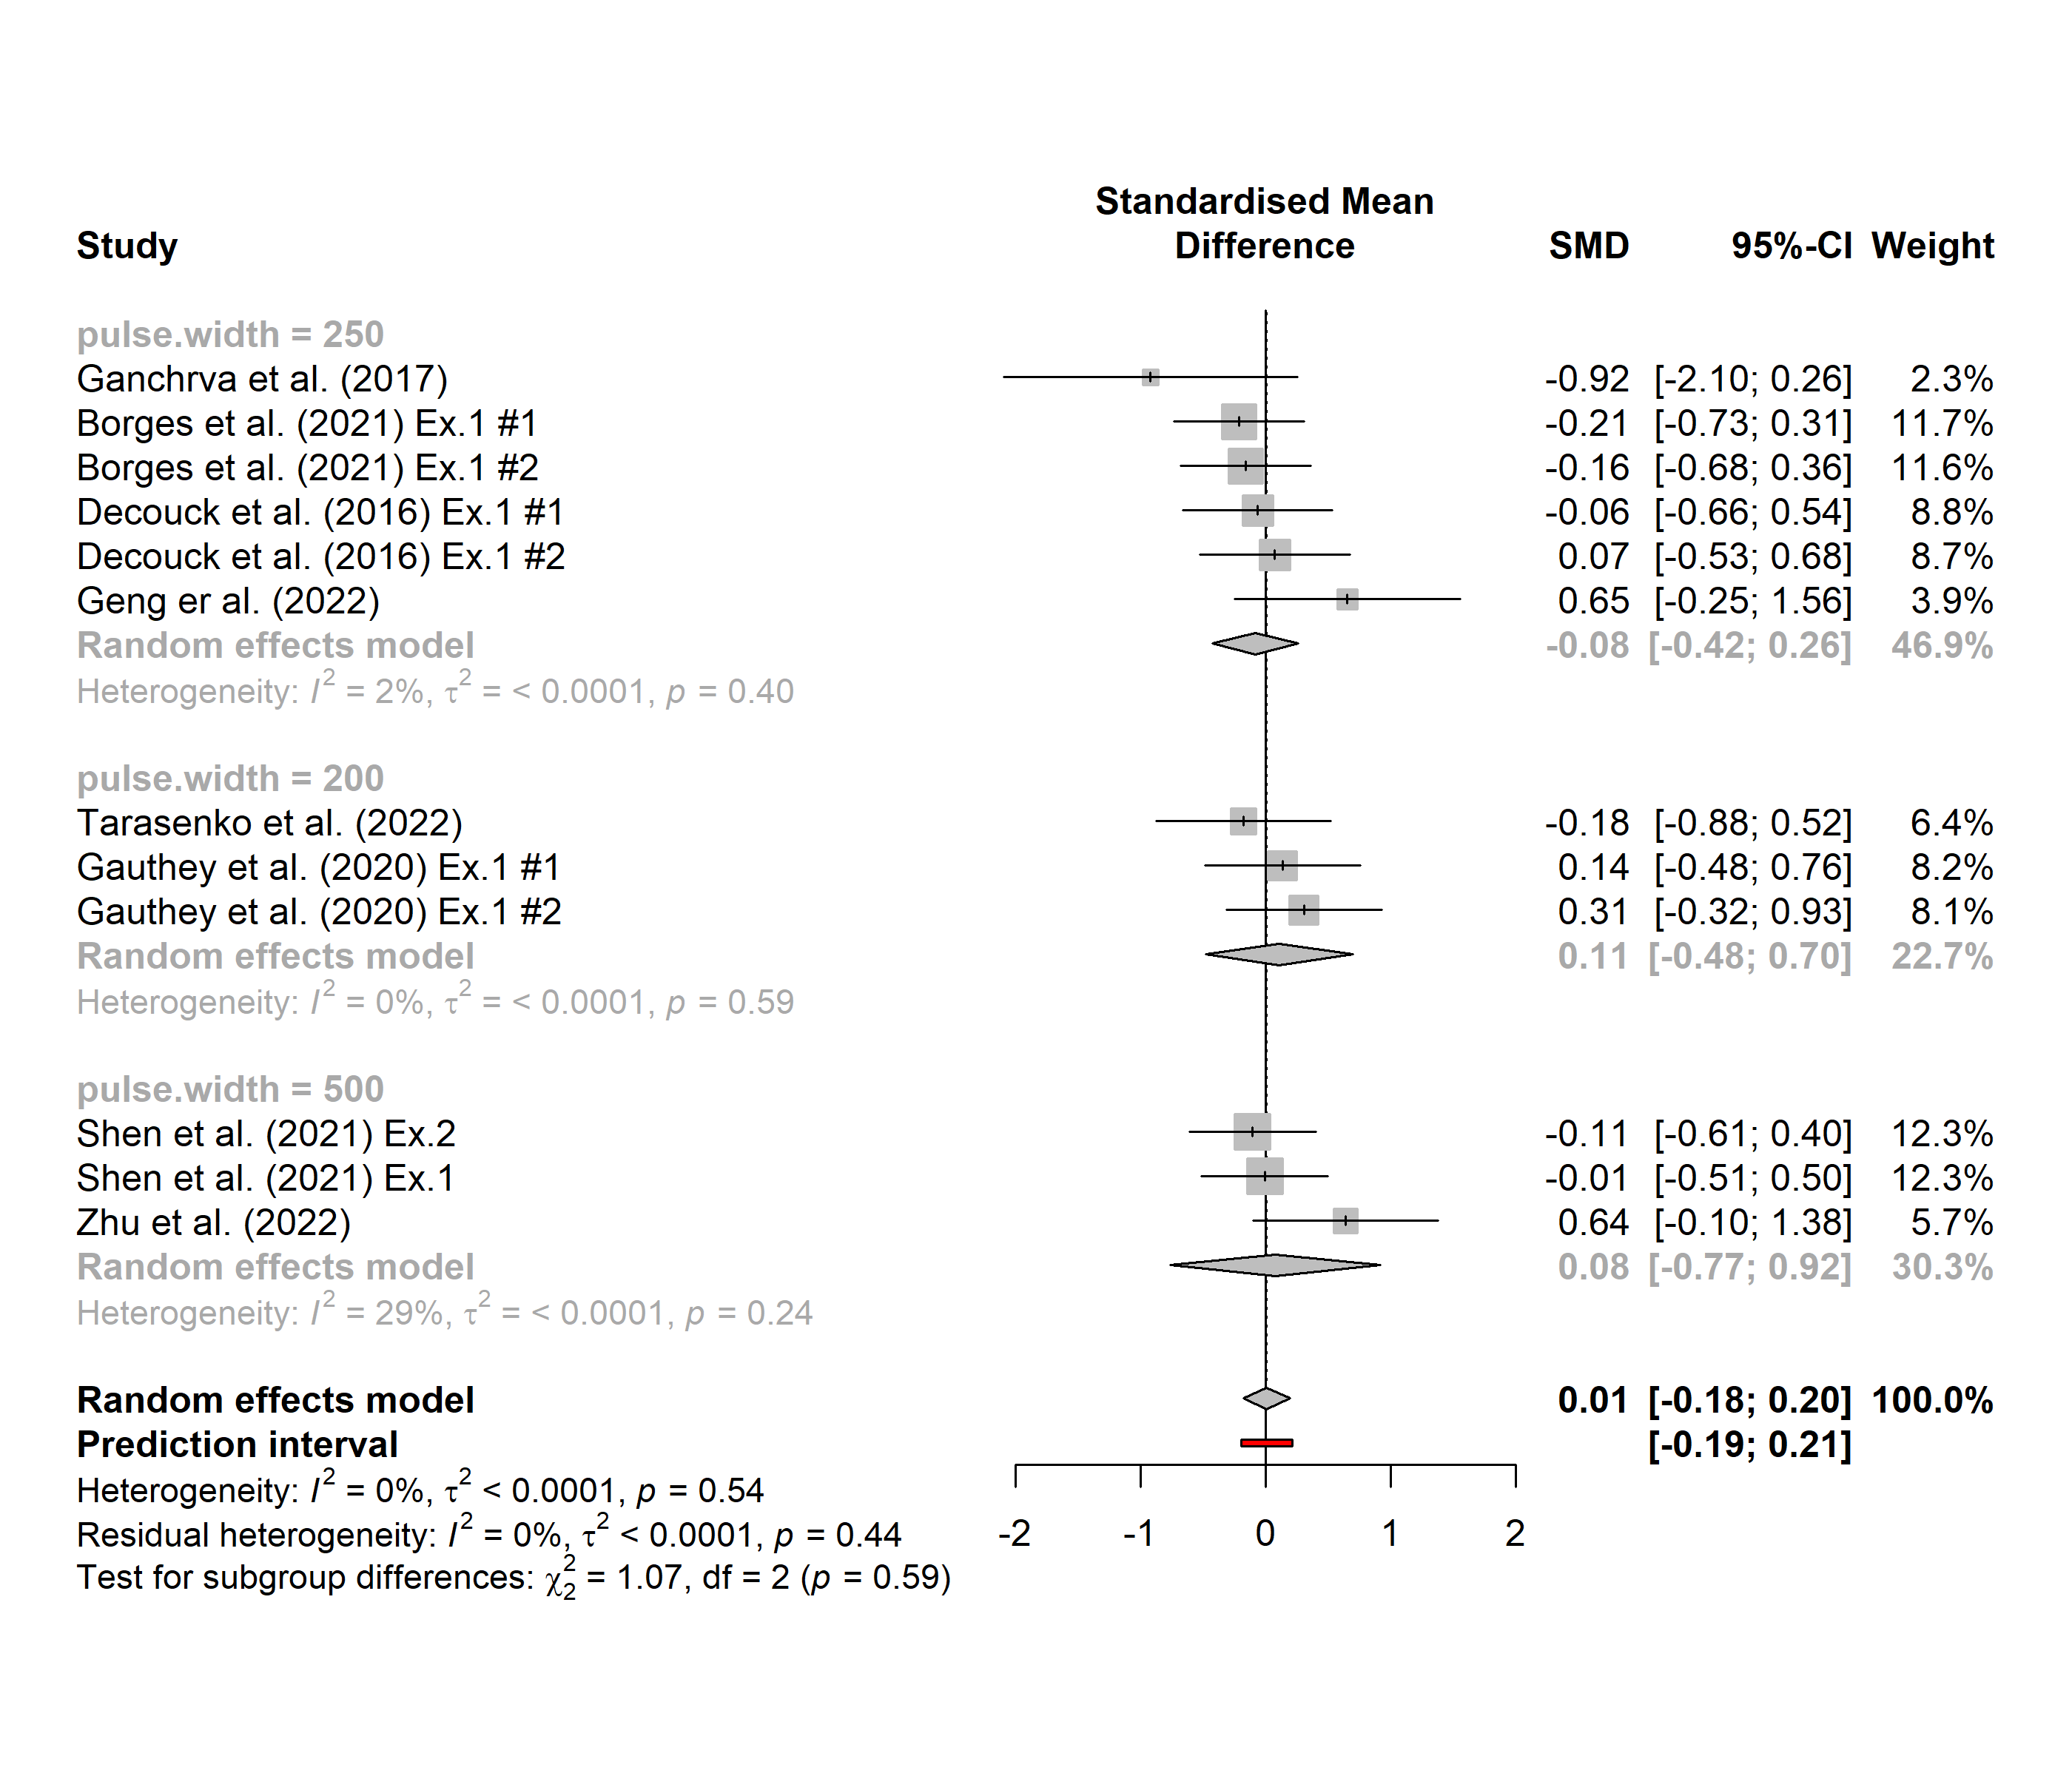 Standardised Mean
Study Difference SMD 95%-CI Weight
pulse.width = 250
Ganchrva et al. (2017) -0.92 [-2.10; 0.26] 2.3%
Borges et al. (2021) Ex.1 #1 -0.21 [-0.73; 0.31] 11.7%
Borges et al. (2021) Ex.1 #2 -0.16 [-0.68; 0.36] 11.6%
Decouck et al. (2016) Ex.1 #1 -0.06 [-0.66; 0.54] 8.8%
Decouck et al. (2016) Ex.1 #2 0.07 [-0.53; 0.68] 8.7%
Geng er al. (2022) 0.65 [-0.25; 1.56] 3.9%
Random effects model -0.08 [-0.42; 0.26] 46.9%
Heterogeneity: I² = 2%, τ² = < 0.0001, p = 0.40
pulse.width = 200
Tarasenko et al. (2022) -0.18 [-0.88; 0.52] 6.4%
Gauthey et al. (2020) Ex.1 #1 0.14 [-0.48; 0.76] 8.2%
Gauthey et al. (2020) Ex.1 #2 0.31 [-0.32; 0.93] 8.1%
Random effects model 0.11 [-0.48; 0.70] 22.7%
Heterogeneity: I² = 0%, τ² = < 0.0001, p = 0.59
pulse.width = 500
Shen et al. (2021) Ex.2 -0.11 [-0.61; 0.40] 12.3%
Shen et al. (2021) Ex.1 -0.01 [-0.51; 0.50] 12.3%
Zhu et al. (2022) 0.64 [-0.10; 1.38] 5.7%
Random effects model 0.08 [-0.77; 0.92] 30.3%
Heterogeneity: I² = 29%, τ² = < 0.0001, p = 0.24
Random effects model 0.01 [-0.18; 0.20] 100.0%
Prediction interval [-0.19; 0.21]
Heterogeneity: I² = 0%, τ² < 0.0001, p = 0.54
Residual heterogeneity: I² = 0%, τ² < 0.0001, p = 0.44
-2 -1 0 1 2
Test for subgroup differences: χ²₂ = 1.07, df = 2 (p = 0.59)